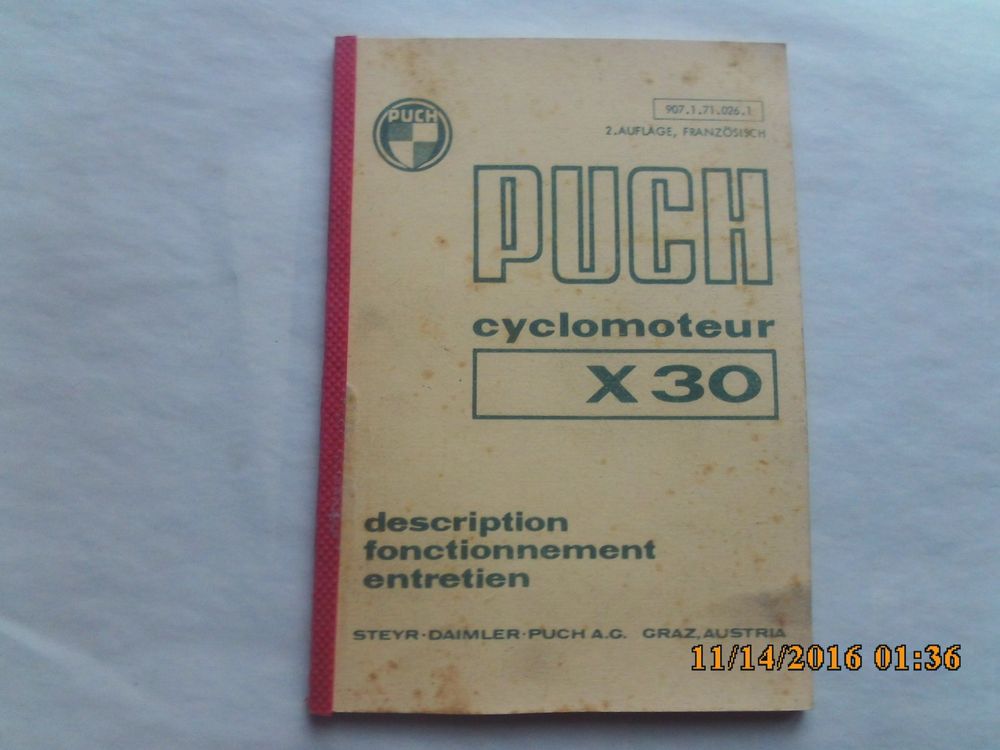 PUCH
907.1.71.026.1
2.AUFLAGE, FRANZÖSISCH
PUCH
cyclomoteur
X 30
description
fonctionnement
entretien
STEYR·DAIMLER·PUCH A.G. GRAZ, AUSTRIA
11/14/2016 01:36